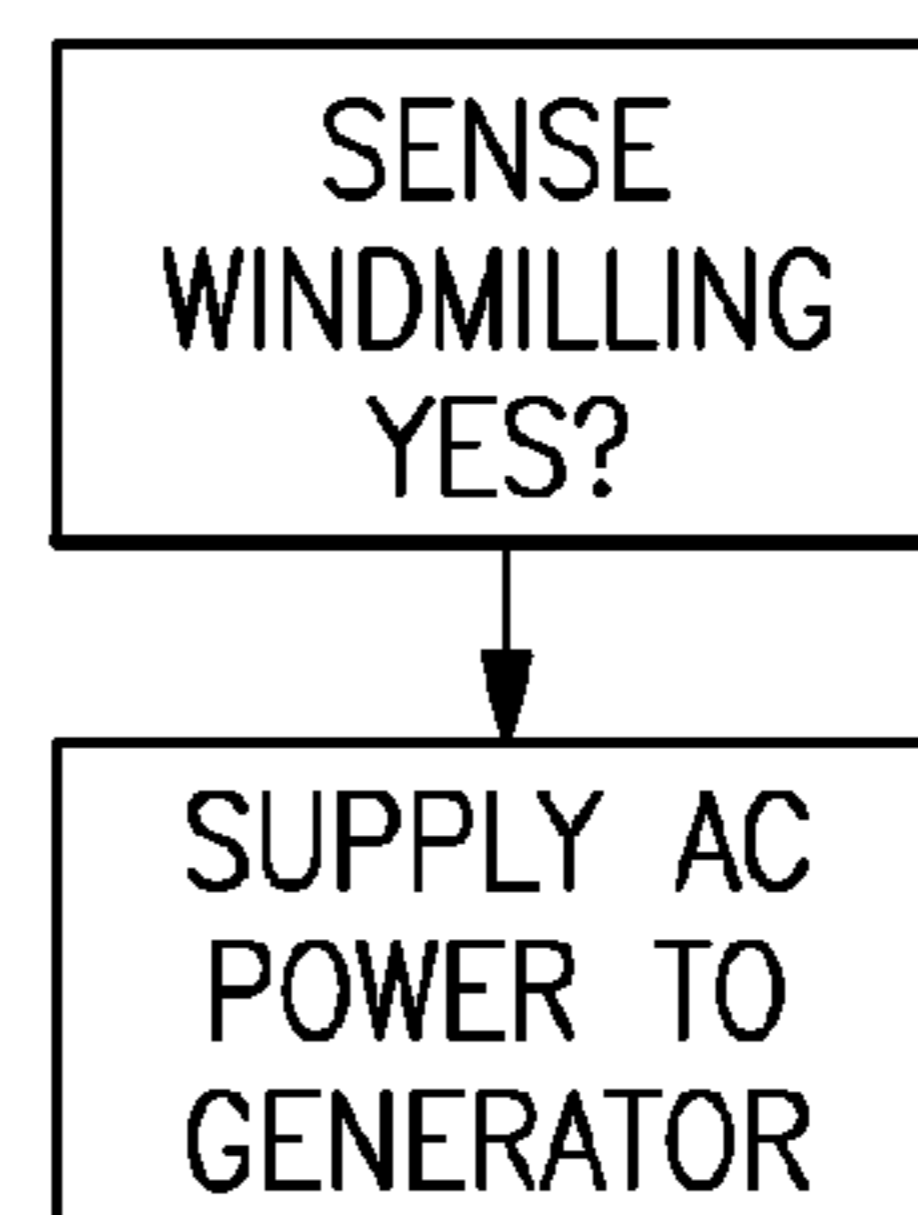 SENSE
WINDMILLING
YES?
SUPPLY AC
POWER TO
GENERATOR